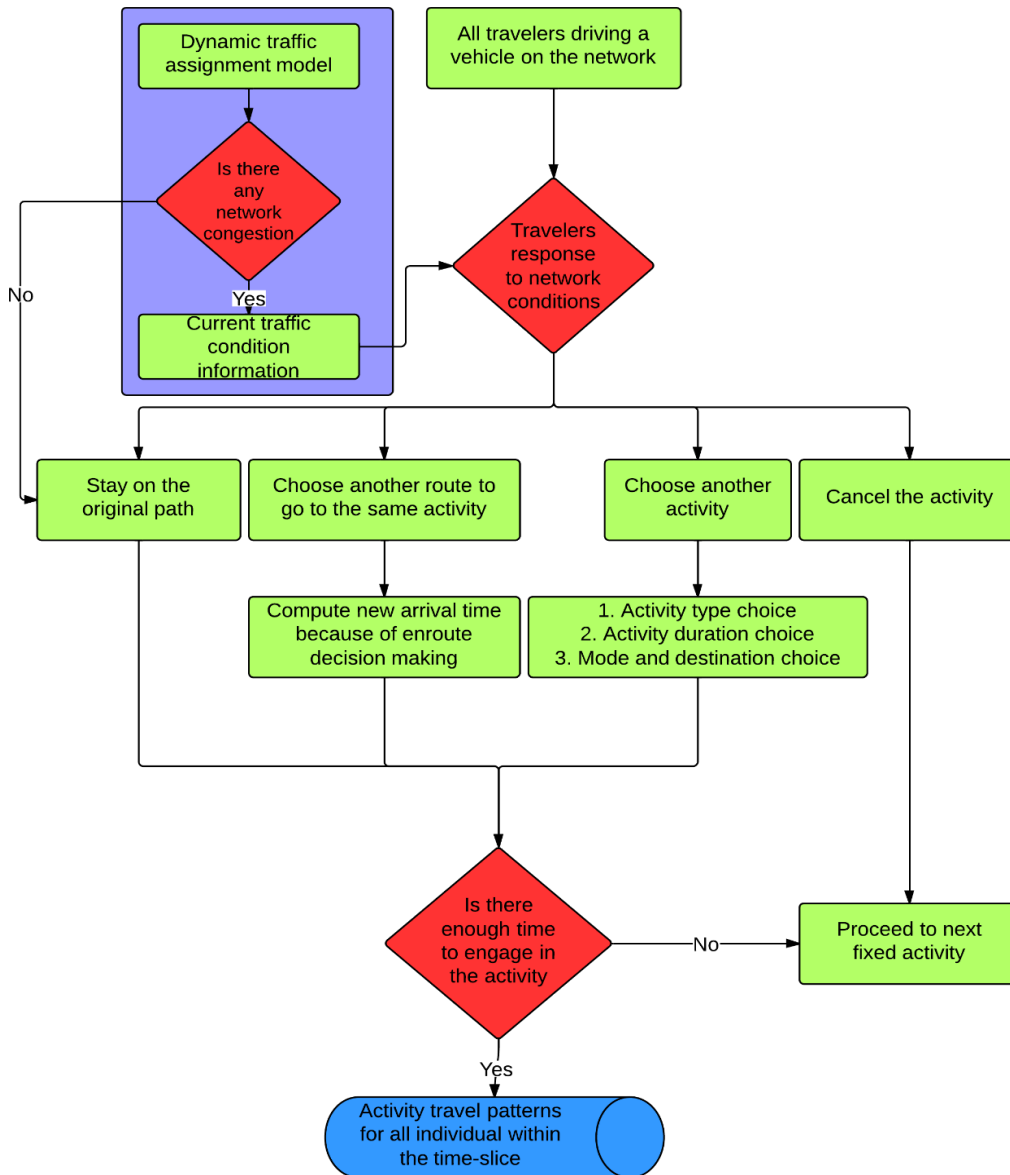 Dynamic traffic
assignment model
All travelers driving a
vehicle on the network
Is there
any
network
congestion
Travelers
response
to network
conditions
No
Yes
Current traffic
condition
information
Stay on the
original path
Choose another route to
go to the same activity
Choose another
activity
Cancel the activity
Compute new arrival time
because of enroute
decision making
1. Activity type choice
2. Activity duration choice
3. Mode and destination choice
Is there
enough time
to engage in
the activity
No
Proceed to next
fixed activity
Yes
Activity travel patterns
for all individual within
the time-slice